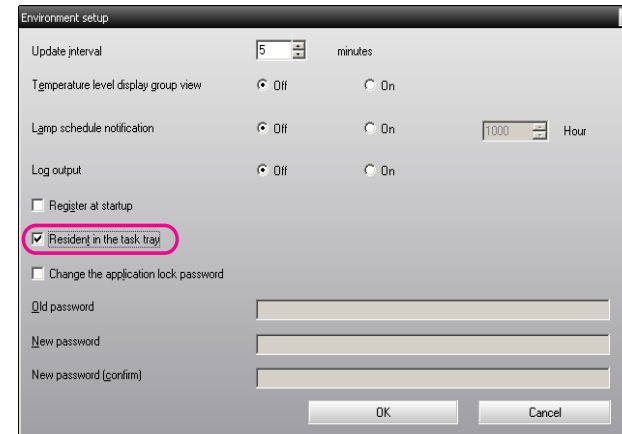 Environment setup
Update interval 5 minutes
Temperature level display group view Off On
Lamp schedule notification Off On 1000 Hour
Log output Off On
Register at startup
Resident in the task tray
Change the application lock password
Old password
New password
New password (confirm)
OK Cancel